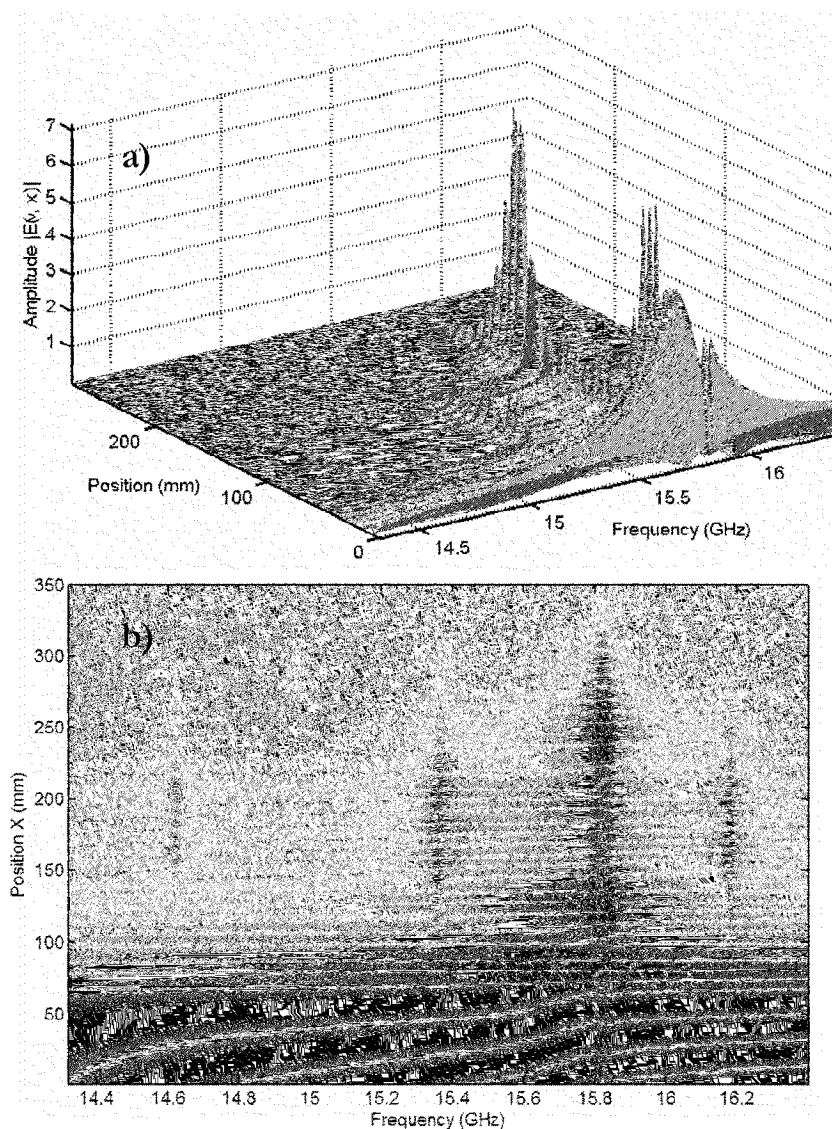 a)
7
6
5
4
3
2
1
Amplitude |E(ν, x)|
200
100
0
Position (mm)
14.5
15
15.5
16
Frequency (GHz)
b)
350
300
250
200
150
100
50
Position X (mm)
14.4 14.6 14.8 15 15.2 15.4 15.6 15.8 16 16.2
Frequency (GHz)